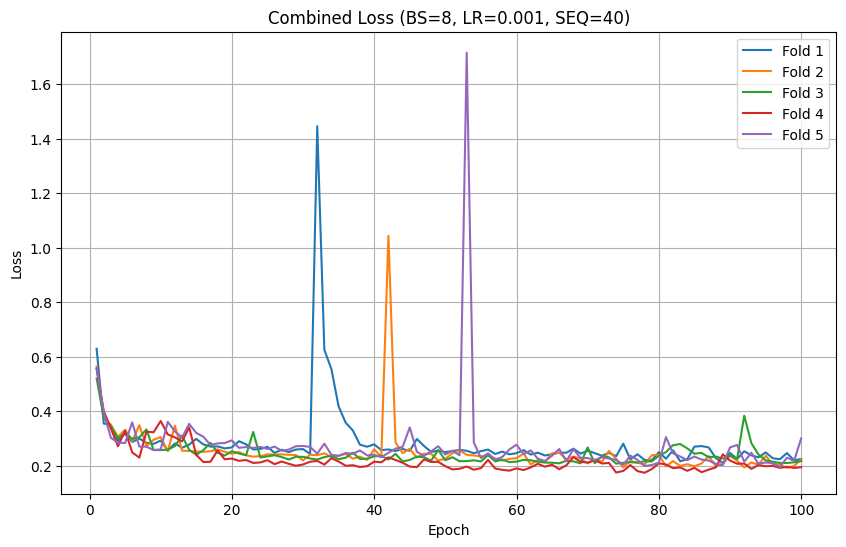 Combined Loss (BS=8, LR=0.001, SEQ=40)
Fold 1
Fold 2
Fold 3
Fold 4
Fold 5
Loss
1.6
1.4
1.2
1.0
0.8
0.6
0.4
0.2
0
20
40
60
80
100
Epoch